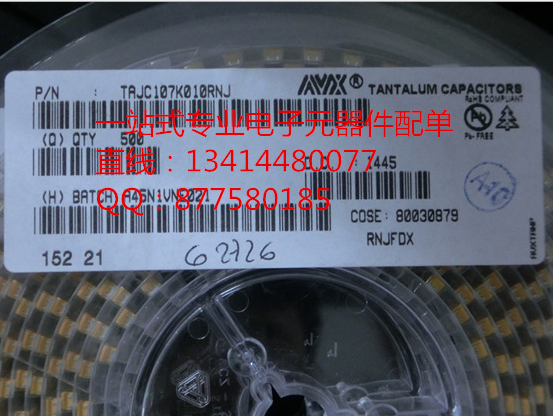 P/N : TAJC107K010RNJ
AVX® TANTALUM CAPACITORS
RoHS COMPLIANT
一站式专业电子元器件配单
(Q) QTY 500
Pb-FREE
直线：13414480077
1445
(H) BATCH
QQ：877580185
A10
COSE: 80030879
RNJFDX
152 21
62726